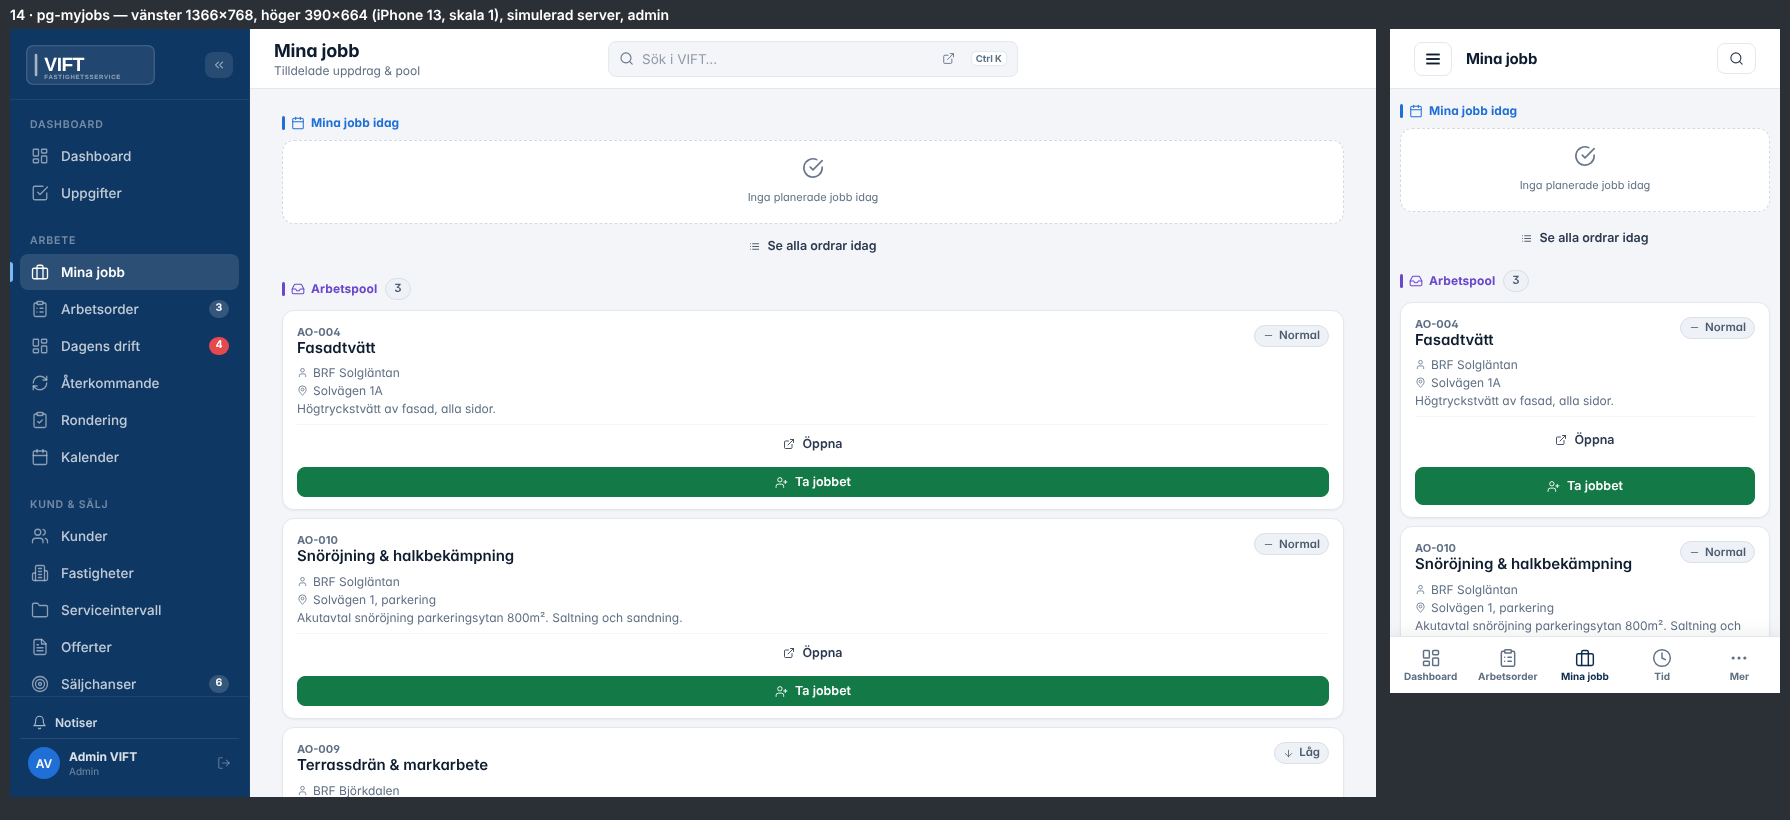 14 · pg-myjobs — vänster 1366×768, höger 390×664 (iPhone 13, skala 1), simulerad server, admin
VIFT
FASTIGHETSSERVICE
DASHBOARD
Dashboard
Uppgifter
ARBETE
Mina jobb
Arbetsorder 3
Dagens drift 4
Återkommande
Rondering
Kalender
KUND & SÄLJ
Kunder
Fastigheter
Serviceintervall
Offerter
Säljchanser 6
Notiser
AV
Admin VIFT
Admin
Mina jobb
Tilldelade uppdrag & pool
Sök i VIFT... Ctrl K
Mina jobb idag
Inga planerade jobb idag
Se alla ordrar idag
Arbetspool 3
AO-004
Normal
Fasadtvätt
BRF Solgläntan
Solvägen 1A
Högtryckstvätt av fasad, alla sidor.
Öppna
Ta jobbet
AO-010
Normal
Snöröjning & halkbekämpning
BRF Solgläntan
Solvägen 1, parkering
Akutavtal snöröjning parkeringsytan 800m². Saltning och sandning.
Öppna
Ta jobbet
AO-009
Låg
Terrassdrän & markarbete
BRF Björkdalen
Mina jobb
Mina jobb idag
Inga planerade jobb idag
Se alla ordrar idag
Arbetspool 3
AO-004
Normal
Fasadtvätt
BRF Solgläntan
Solvägen 1A
Högtryckstvätt av fasad, alla sidor.
Öppna
Ta jobbet
AO-010
Normal
Snöröjning & halkbekämpning
BRF Solgläntan
Solvägen 1, parkering
Akutavtal snöröjning parkeringsytan 800m². Saltning och
Dashboard Arbetsorder Mina jobb Tid Mer